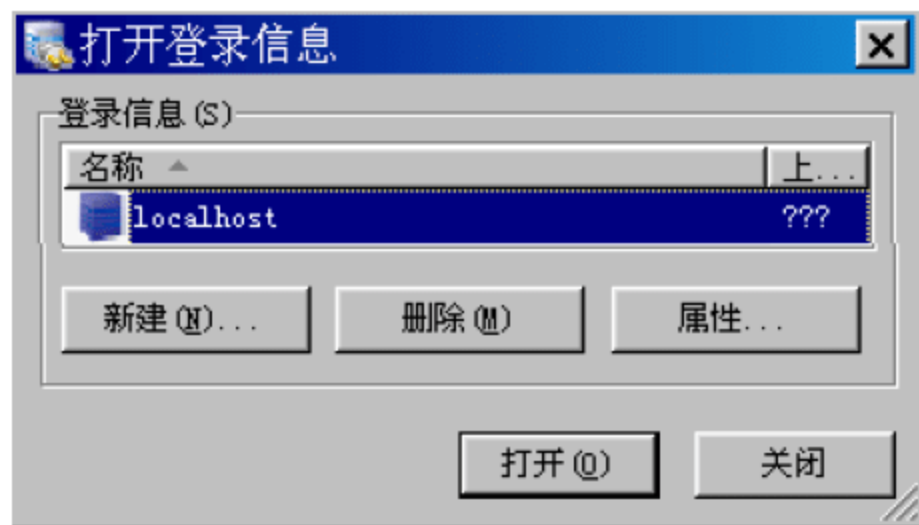 打开登录信息
登录信息(S)
名称 上...
localhost ???
新建(N)... 删除(M) 属性...
打开(O) 关闭